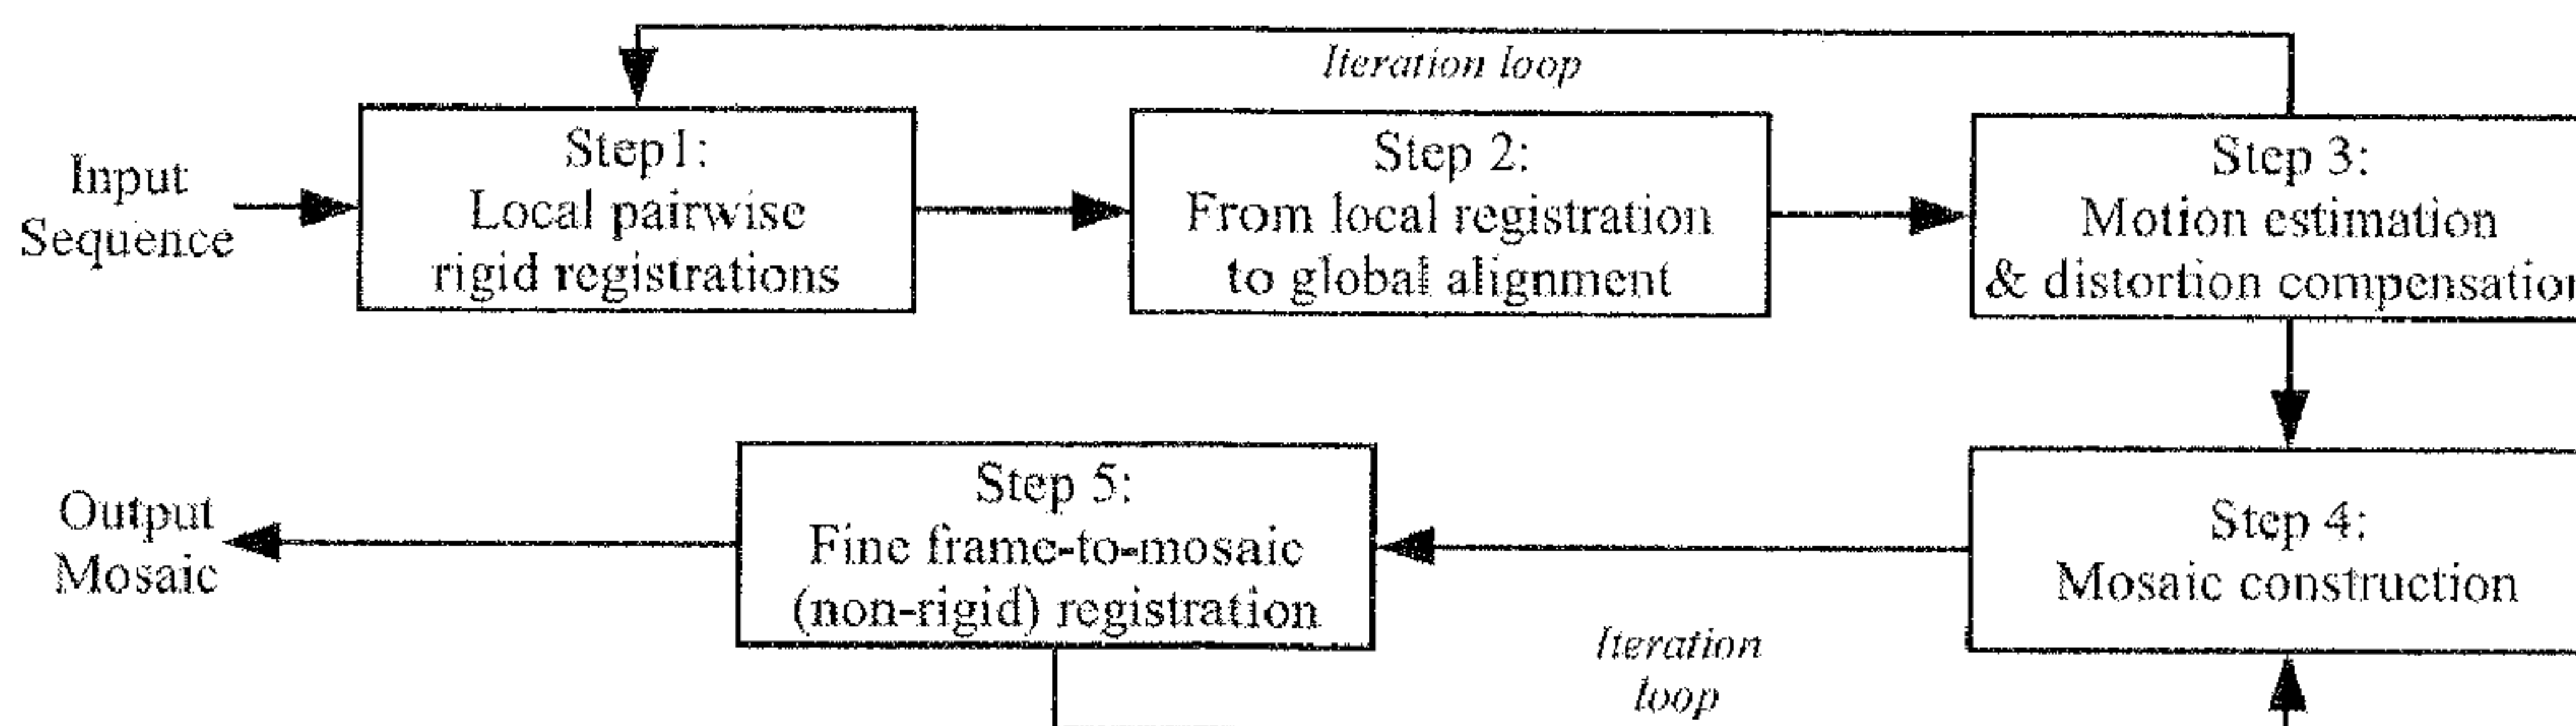 Iteration loop
Input
Sequence
Step1:
Local pairwise
rigid registrations
Step 2:
From local registration
to global alignment
Step 3:
Motion estimation
& distortion compensation
Step 4:
Mosaic construction
Step 5:
Fine frame-to-mosaic
(non-rigid) registration
Output
Mosaic
Iteration
loop